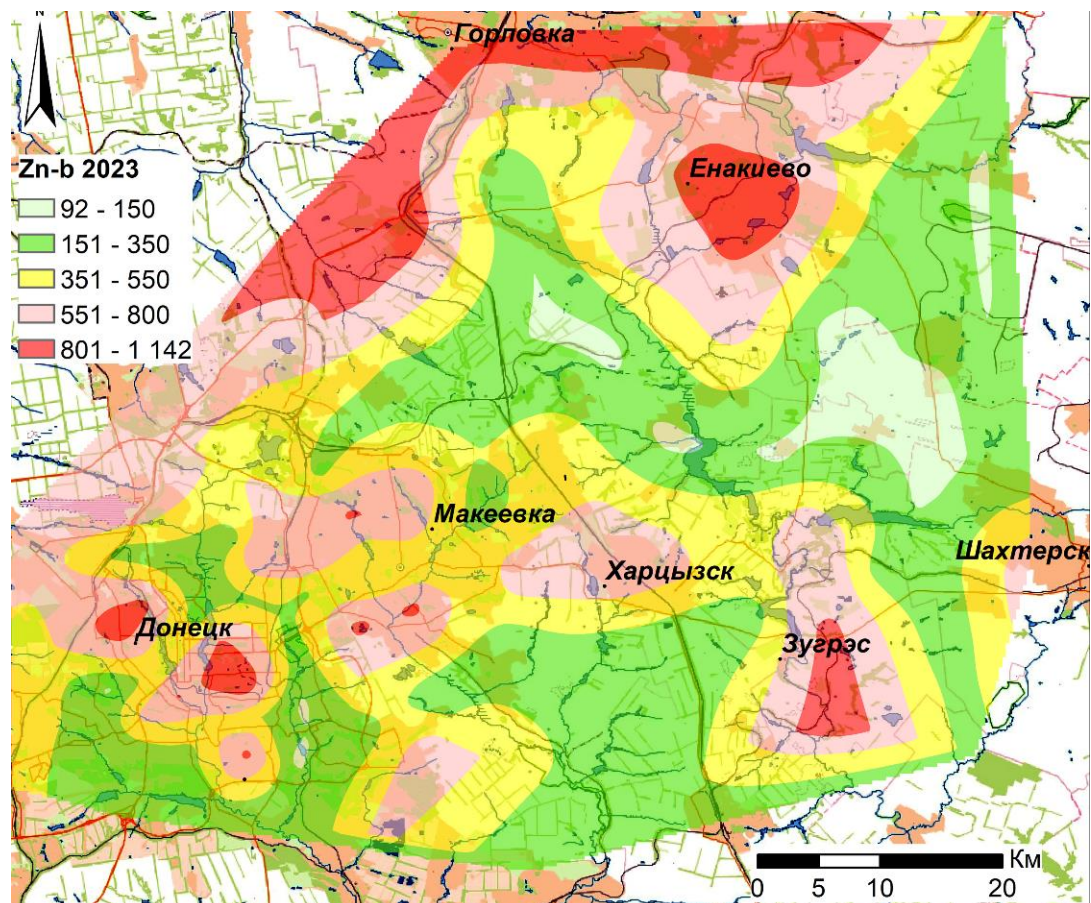 N
Горловка
Енакиево
Zn-b 2023
92 - 150
151 - 350
351 - 550
551 - 800
801 - 1 142
Макеевка
Шахтерск
Харцызск
Донецк
Зугрэс
Км
0 5 10 20